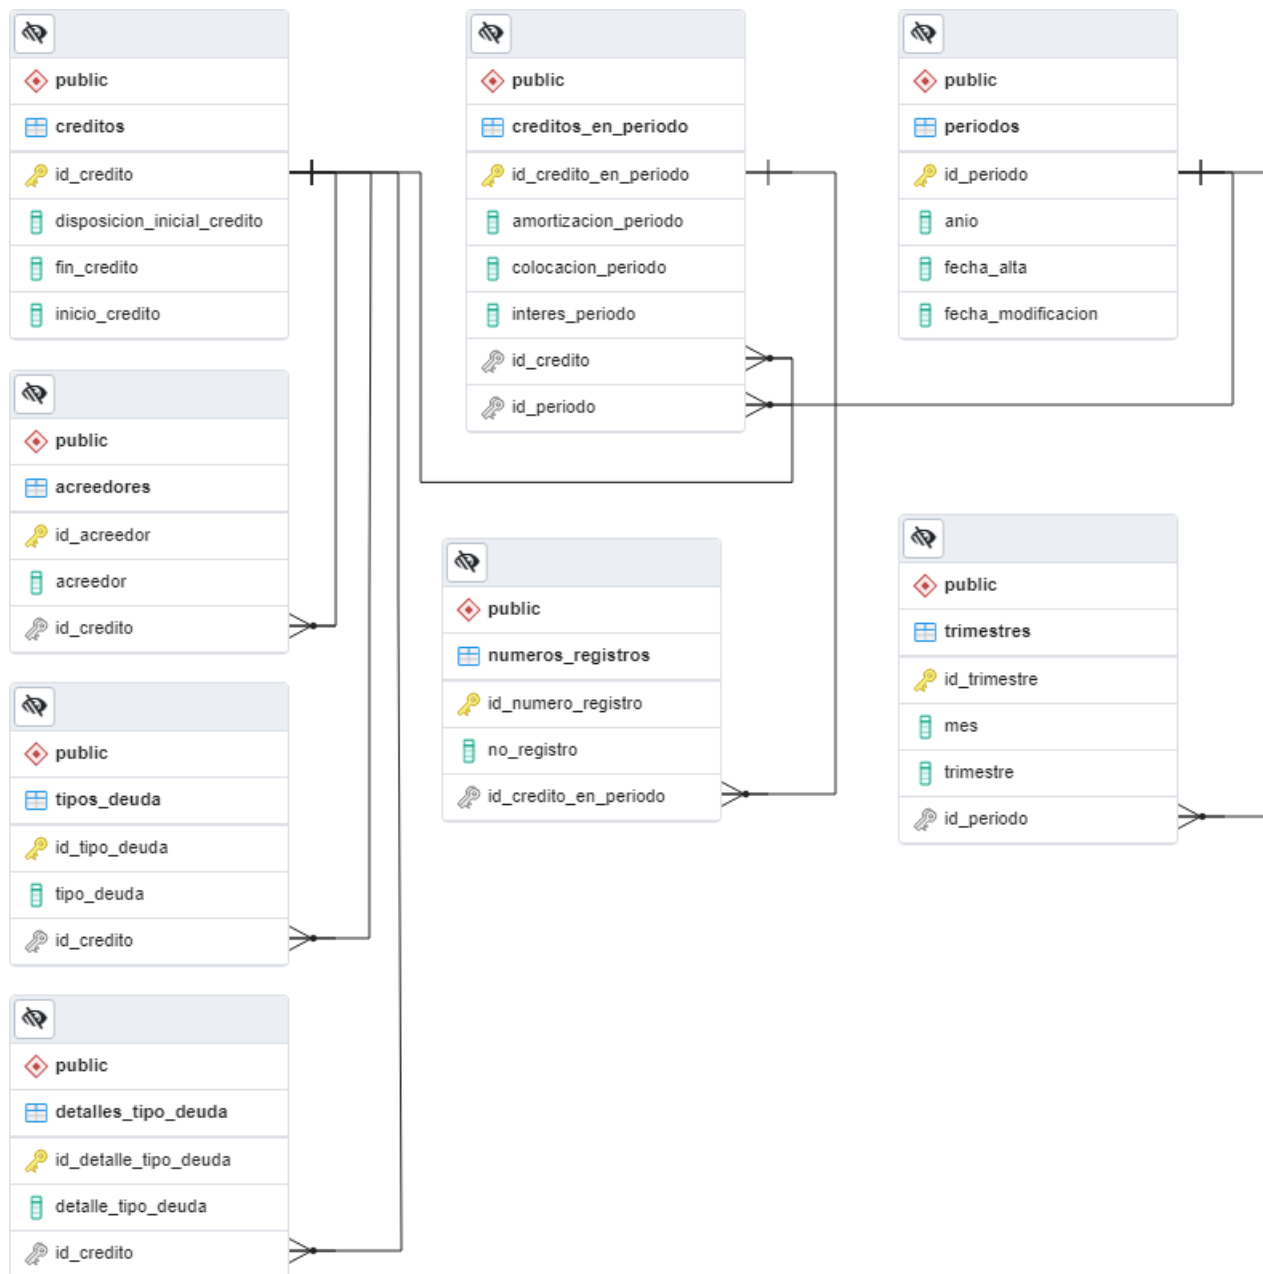 public
creditos
id_credito
disposicion_inicial_credito
fin_credito
inicio_credito
public
acreedores
id_acreedor
acreedor
id_credito
public
tipos_deuda
id_tipo_deuda
tipo_deuda
id_credito
public
detalles_tipo_deuda
id_detalle_tipo_deuda
detalle_tipo_deuda
id_credito
public
creditos_en_periodo
id_credito_en_periodo
amortizacion_periodo
colocacion_periodo
interes_periodo
id_credito
id_periodo
public
numeros_registros
id_numero_registro
no_registro
id_credito_en_periodo
public
periodos
id_periodo
anio
fecha_alta
fecha_modificacion
public
trimestres
id_trimestre
mes
trimestre
id_periodo